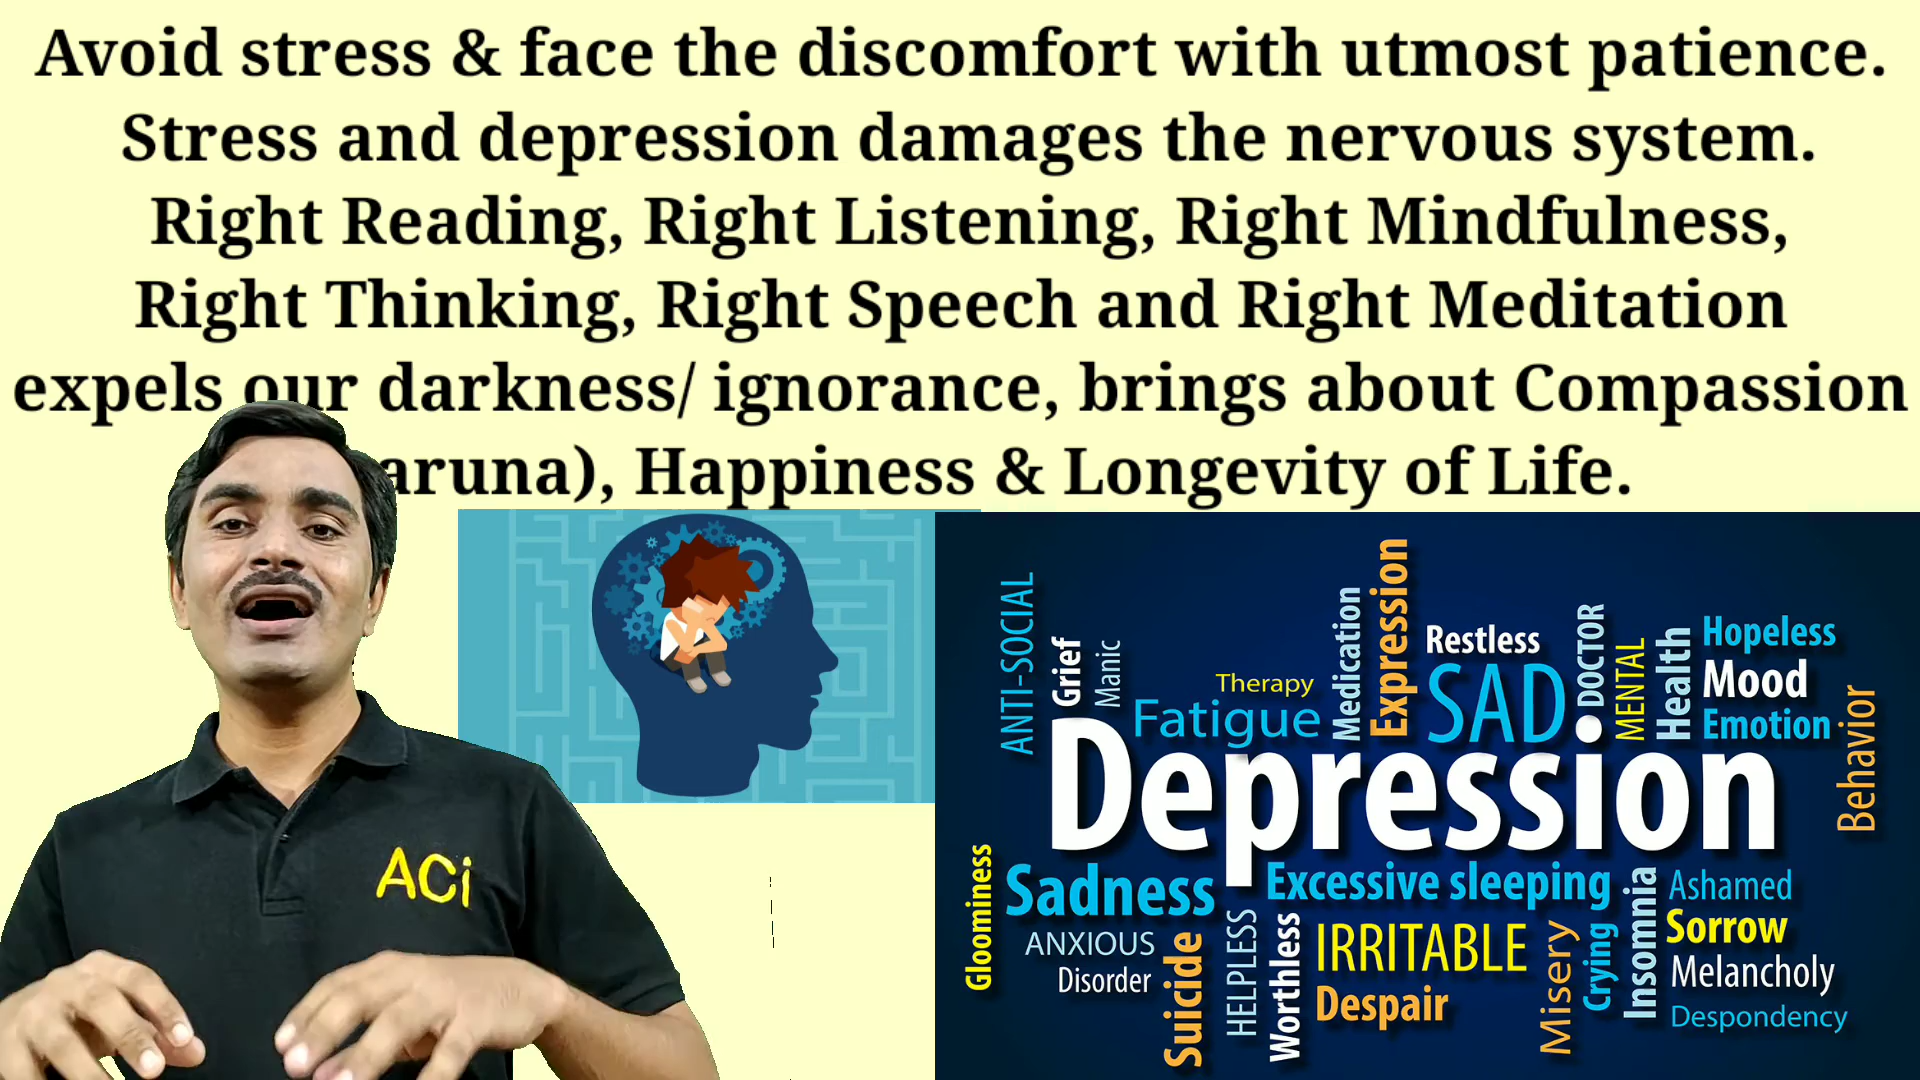 Avoid stress & face the discomfort with utmost patience.
Stress and depression damages the nervous system.
Right Reading, Right Listening, Right Mindfulness,
Right Thinking, Right Speech and Right Meditation
expels our darkness/ ignorance, brings about Compassion
aruna), Happiness & Longevity of Life.
ACi
ANTI-SOCIAL
Grief
Manic
Therapy
Fatigue
Medication
Expression
Restless
SAD
DOCTOR
MENTAL
Health
Hopeless
Mood
Emotion
Behavior
Depression
Gloominess
Sadness
ANXIOUS
Disorder
Suicide
HELPLESS
Worthless
Excessive sleeping
IRRITABLE
Despair
Misery
Crying
Insomnia
Ashamed
Sorrow
Melancholy
Despondency